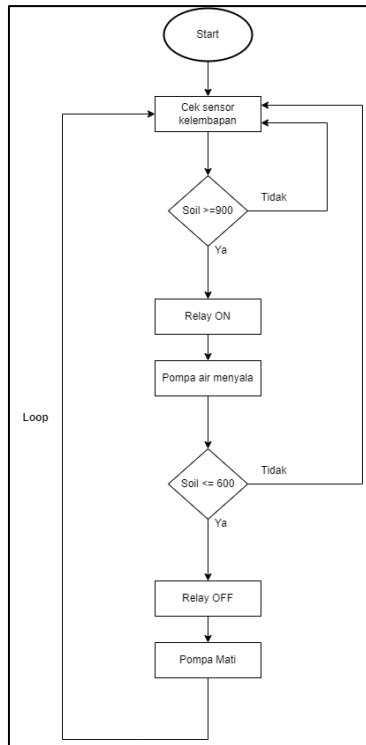 Start
Cek sensor
kelembapan
Soil >=900
Tidak
Ya
Relay ON
Pompa air menyala
Loop
Soil <= 600
Tidak
Ya
Relay OFF
Pompa Mati